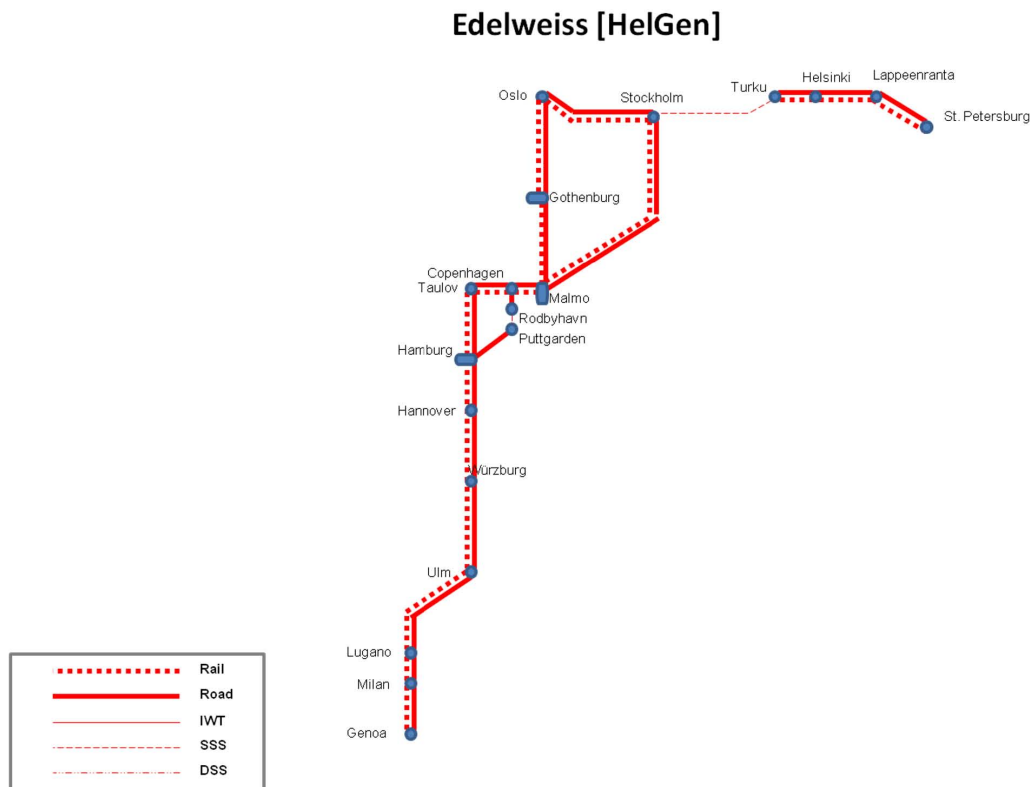 Edelweiss [HelGen]
Helsinki
Lappeenranta
Turku
Oslo
Stockholm
St. Petersburg
Gothenburg
Copenhagen
Taulov
Malmo
Rodbyhavn
Puttgarden
Hamburg
Hannover
Würzburg
Ulm
Lugano
Milan
Genoa
Rail
Road
IWT
SSS
DSS